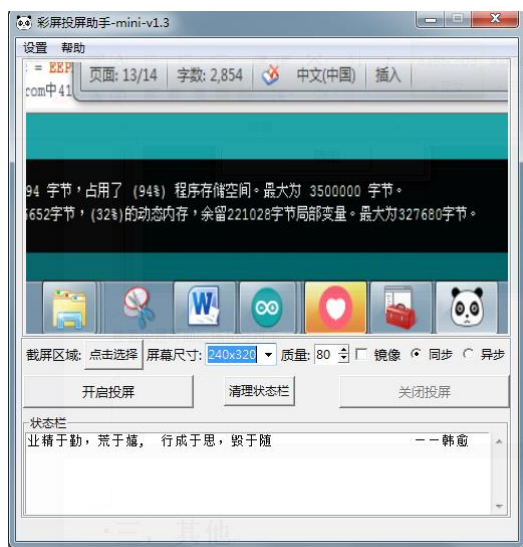 彩屏投屏助手-mini-v1.3
设置 帮助
= EEP
页面: 13/14 字数: 2,854 中文(中国) 插入
com中41
94 字节，占用了 (94%) 程序存储空间。最大为 3500000 字节。
5652字节，(32%)的动态内存，余留221028字节局部变量。最大为327680字节。
截屏区域: 点击选择 屏幕尺寸: 240x320 质量: 80 镜像 同步 异步
开启投屏 清理状态栏 关闭投屏
状态栏
业精于勤，荒于嬉， 行成于思，毁于随 －－韩愈
三、其他